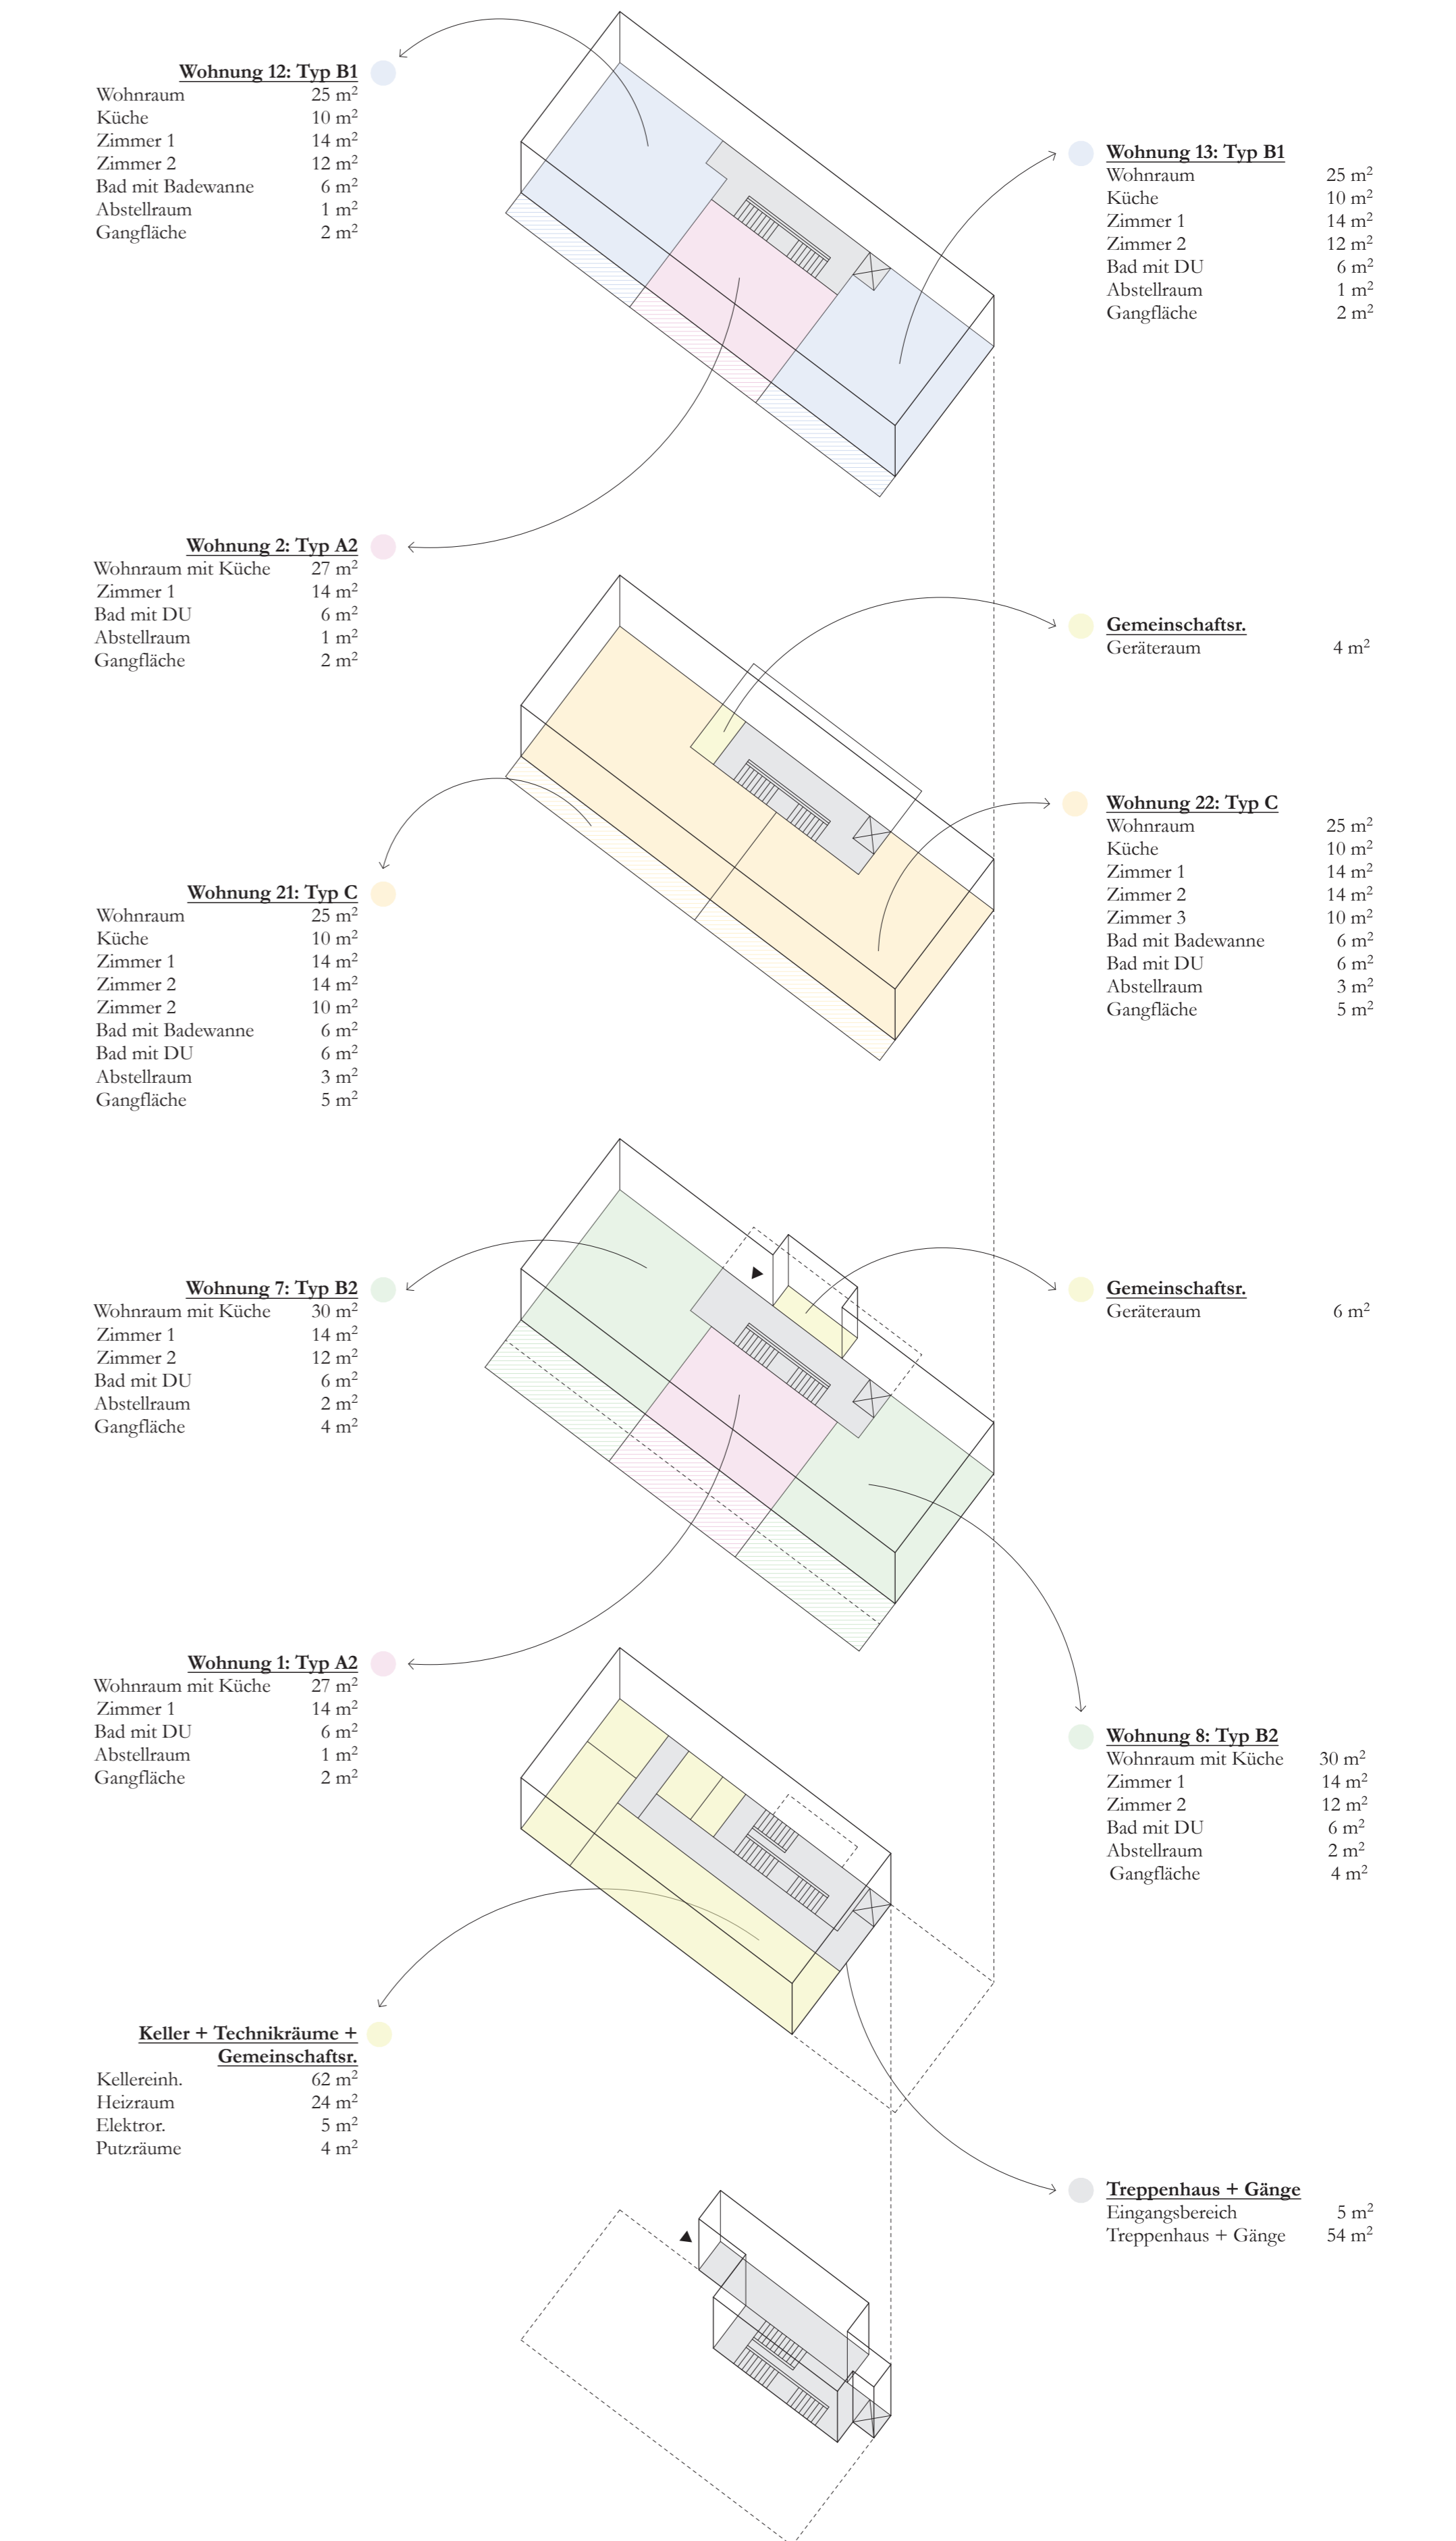 Wohnung 12: Typ B1
Wohnraum 25 m²
Küche 10 m²
Zimmer 1 14 m²
Zimmer 2 12 m²
Bad mit Badewanne 6 m²
Abstellraum 1 m²
Gangfläche 2 m²
Wohnung 13: Typ B1
Wohnraum 25 m²
Küche 10 m²
Zimmer 1 14 m²
Zimmer 2 12 m²
Bad mit DU 6 m²
Abstellraum 1 m²
Gangfläche 2 m²
Wohnung 2: Typ A2
Wohnraum mit Küche 27 m²
Zimmer 1 14 m²
Bad mit DU 6 m²
Abstellraum 1 m²
Gangfläche 2 m²
Gemeinschaftsr.
Geräteraum 4 m²
Wohnung 22: Typ C
Wohnraum 25 m²
Küche 10 m²
Zimmer 1 14 m²
Zimmer 2 14 m²
Zimmer 3 10 m²
Bad mit Badewanne 6 m²
Bad mit DU 6 m²
Abstellraum 3 m²
Gangfläche 5 m²
Wohnung 21: Typ C
Wohnraum 25 m²
Küche 10 m²
Zimmer 1 14 m²
Zimmer 2 14 m²
Zimmer 2 10 m²
Bad mit Badewanne 6 m²
Bad mit DU 6 m²
Abstellraum 3 m²
Gangfläche 5 m²
Wohnung 7: Typ B2
Wohnraum mit Küche 30 m²
Zimmer 1 14 m²
Zimmer 2 12 m²
Bad mit DU 6 m²
Abstellraum 2 m²
Gangfläche 4 m²
Gemeinschaftsr.
Geräteraum 6 m²
Wohnung 1: Typ A2
Wohnraum mit Küche 27 m²
Zimmer 1 14 m²
Bad mit DU 6 m²
Abstellraum 1 m²
Gangfläche 2 m²
Wohnung 8: Typ B2
Wohnraum mit Küche 30 m²
Zimmer 1 14 m²
Zimmer 2 12 m²
Bad mit DU 6 m²
Abstellraum 2 m²
Gangfläche 4 m²
Keller + Technikräume +
Gemeinschaftsr.
Kellereinh. 62 m²
Heizraum 24 m²
Elektror. 5 m²
Putzräume 4 m²
Treppenhaus + Gänge
Eingangsbereich 5 m²
Treppenhaus + Gänge 54 m²